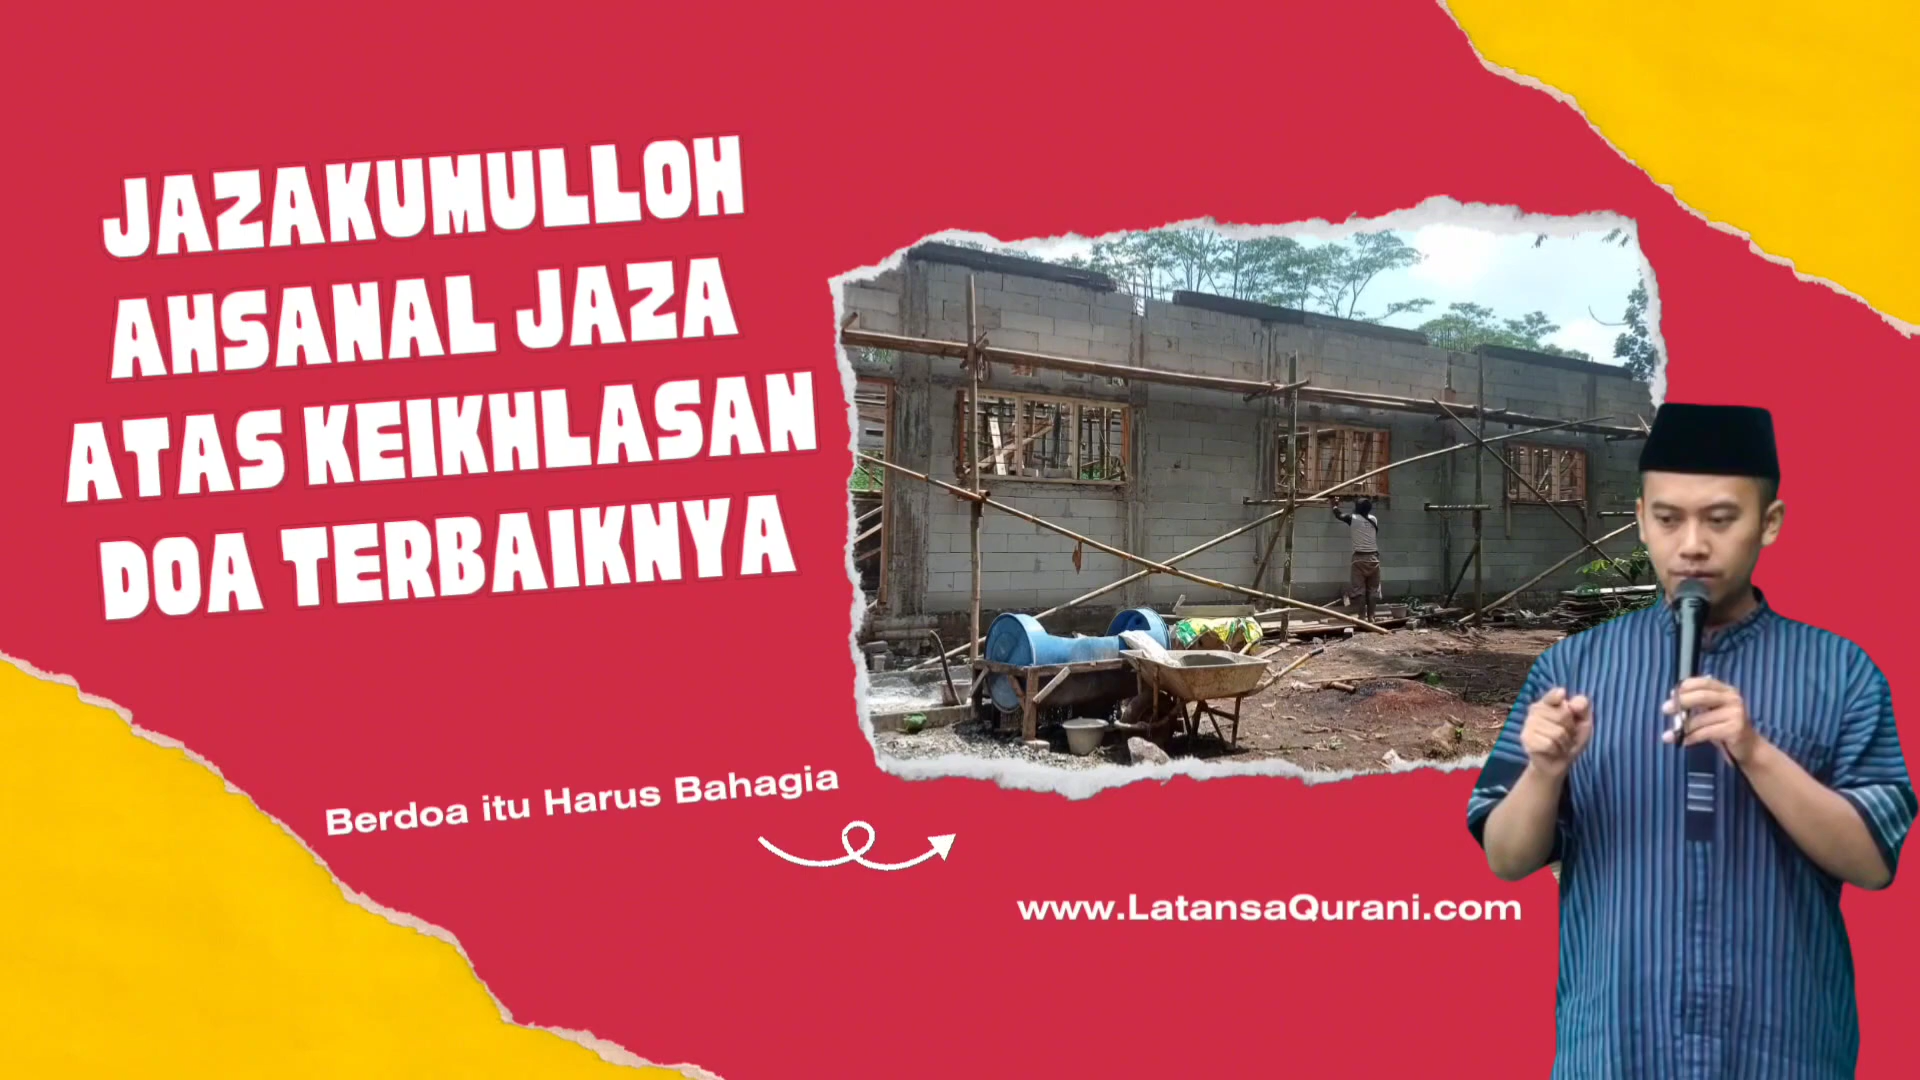 JAZAKUMULLOH
AHSANAL JAZA
ATAS KEIKHLASAN
DOA TERBAIKNYA
Berdoa itu Harus Bahagia
www.LatansaQurani.com